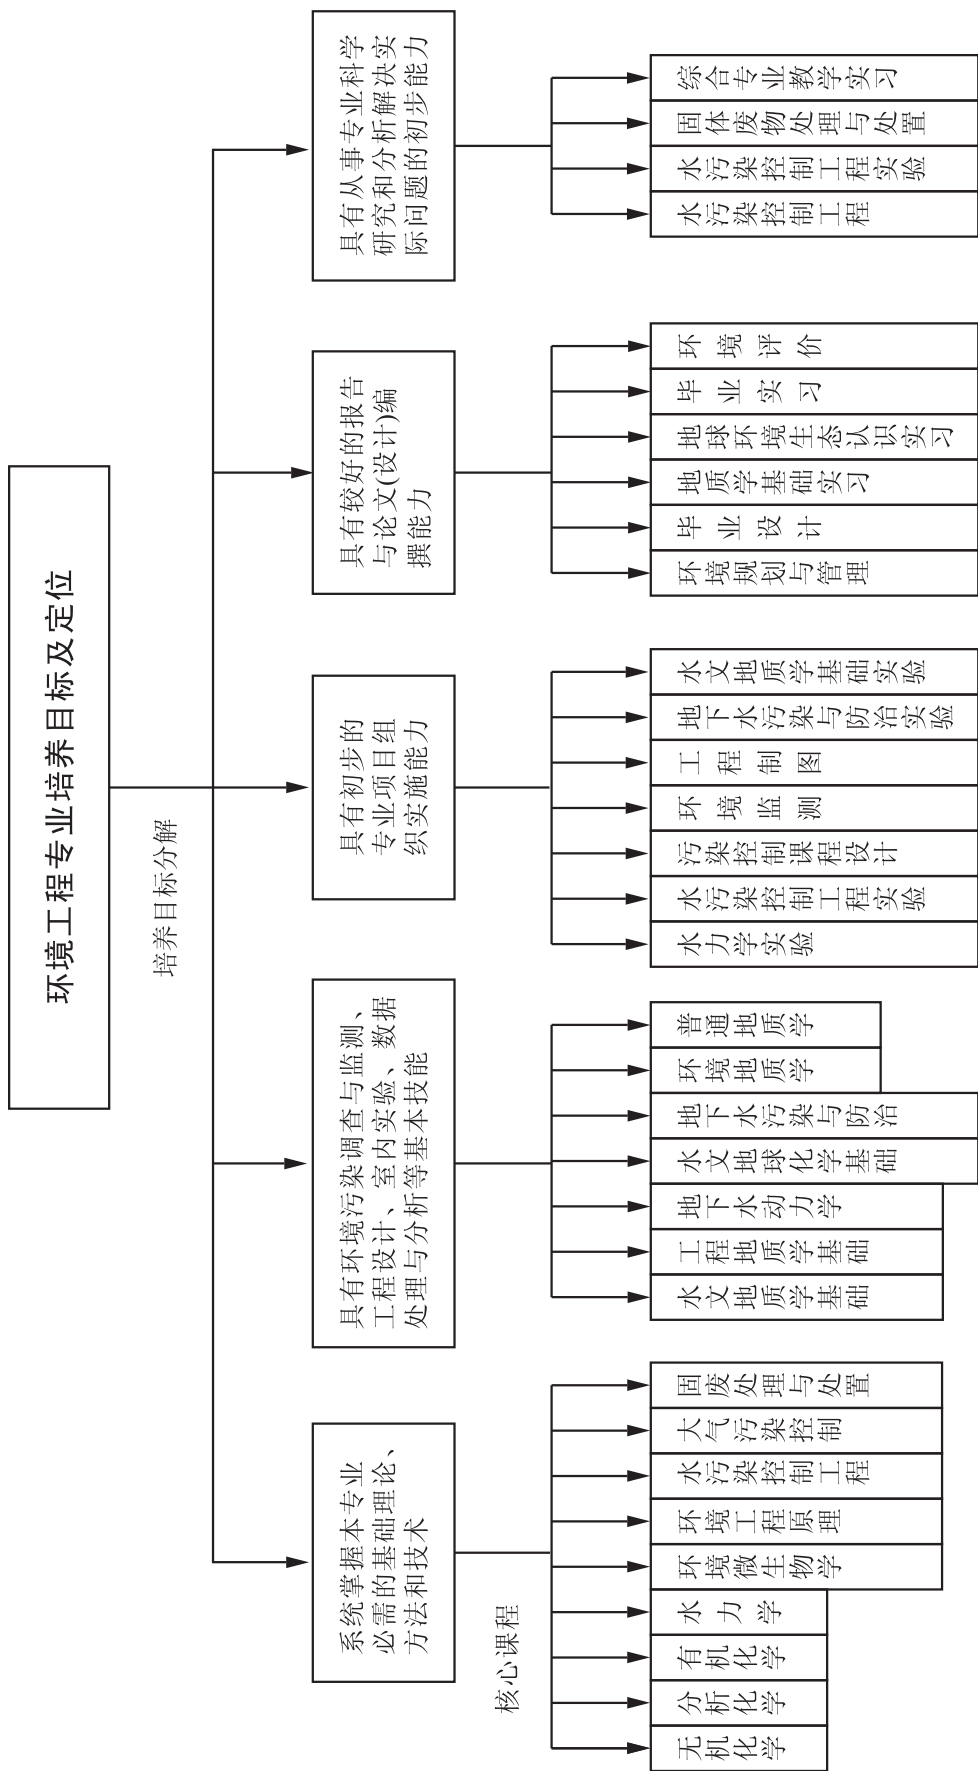 环境工程专业培养目标及定位
培养目标分解
系统掌握本专业
必需的基础理论、
方法和技术
具有环境污染调查与监测、
工程设计、室内实验、数据
处理与分析等基本技能
具有初步的
专业项目组
织实施能力
具有较好的报告
与论文(设计)编
撰能力
具有从事专业科学
研究和分析解决实
际问题的初步能力
核心课程
无机化学
分析化学
有机化学
水力学
环境微生物学
环境工程原理
水污染控制工程
大气污染控制
固废处理与处置
水文地质学基础
工程地质学基础
地下水动力学
水文地球化学基础
地下水污染与防治
环境地质学
普通地质学
水力学实验
水污染控制工程实验
污染控制课程设计
环境监测
工程制图
地下水污染与防治实验
水文地质学基础实验
环境规划与管理
毕业设计
地质学基础实习
地球环境生态认识实习
毕业实习
环境评价
水污染控制工程
水污染控制工程实验
固体废物处理与处置
综合专业教学实习